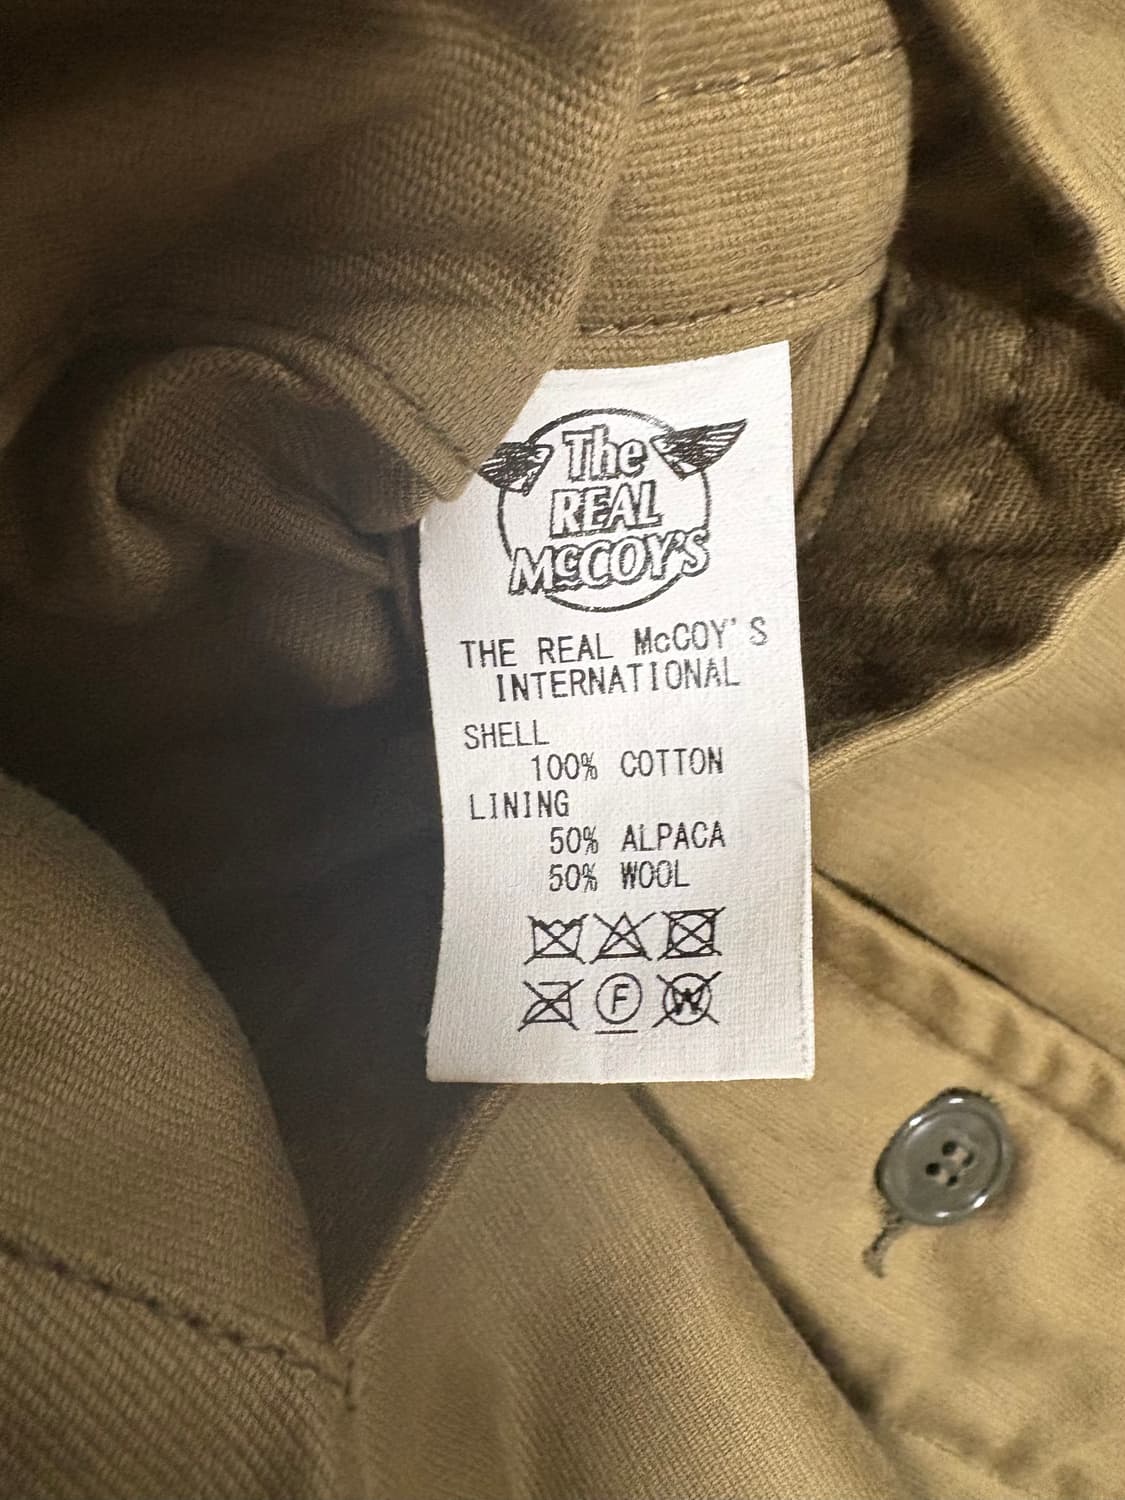 The
REAL
McCOY'S
THE REAL McCOY'S
INTERNATIONAL
SHELL
100% COTTON
LINING
50% ALPACA
50% WOOL
F W